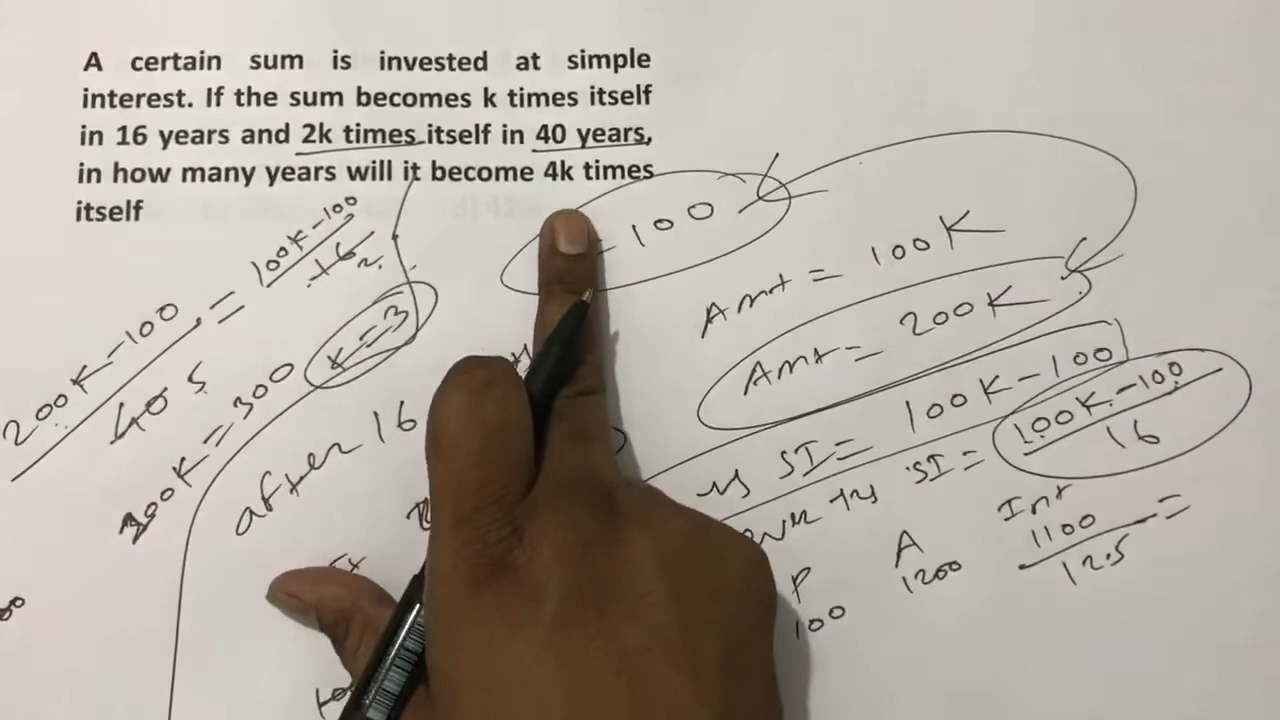 A certain sum is invested at simple
interest. If the sum becomes k times itself
in 16 years and 2k times itself in 40 years,
in how many years will it become 4k times
itself
= 100
Amt = 100K
Amt = 200K
SI = 100K-100
SI = 100K-100
16
Int
P A 1100 =
100 1200 12.5
200K-100 = 100K-100
40 5 16 2
300K = 300
K=3
after 16